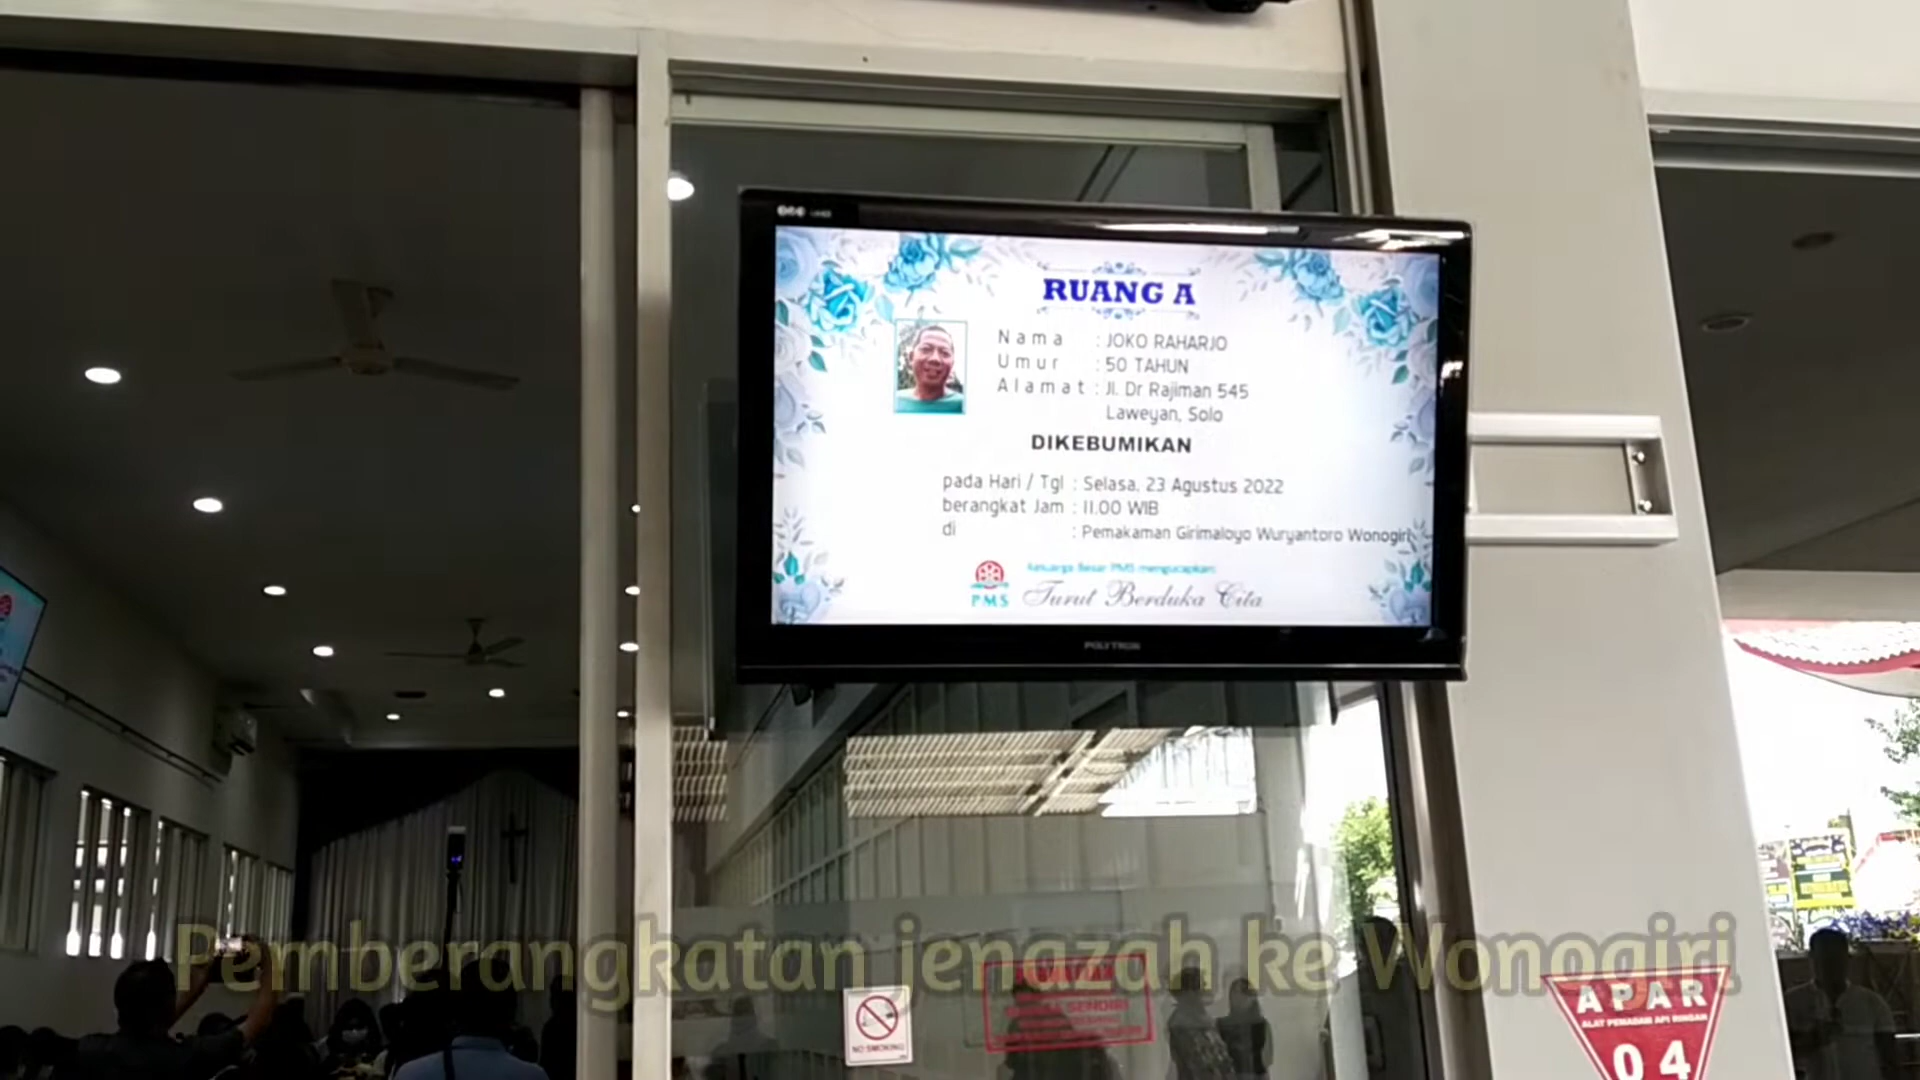 RUANG A
Nama : JOKO RAHARJO
Umur : 50 TAHUN
Alamat : Jl. Dr Rajiman 545
Laweyan, Solo
DIKEBUMIKAN
pada Hari / Tgl : Selasa, 23 Agustus 2022
berangkat Jam : 11.00 WIB
di : Pemakaman Girimaloyo Wuryantoro Wonogiri
Keluarga Besar PMS mengucapkan:
PMS Turut Berduka Cita
POLYTRON
Pemberangkatan jenazah ke Wonogiri
SENDIRI
NO SMOKING
APAR
ALAT PEMADAM API RINGAN
04